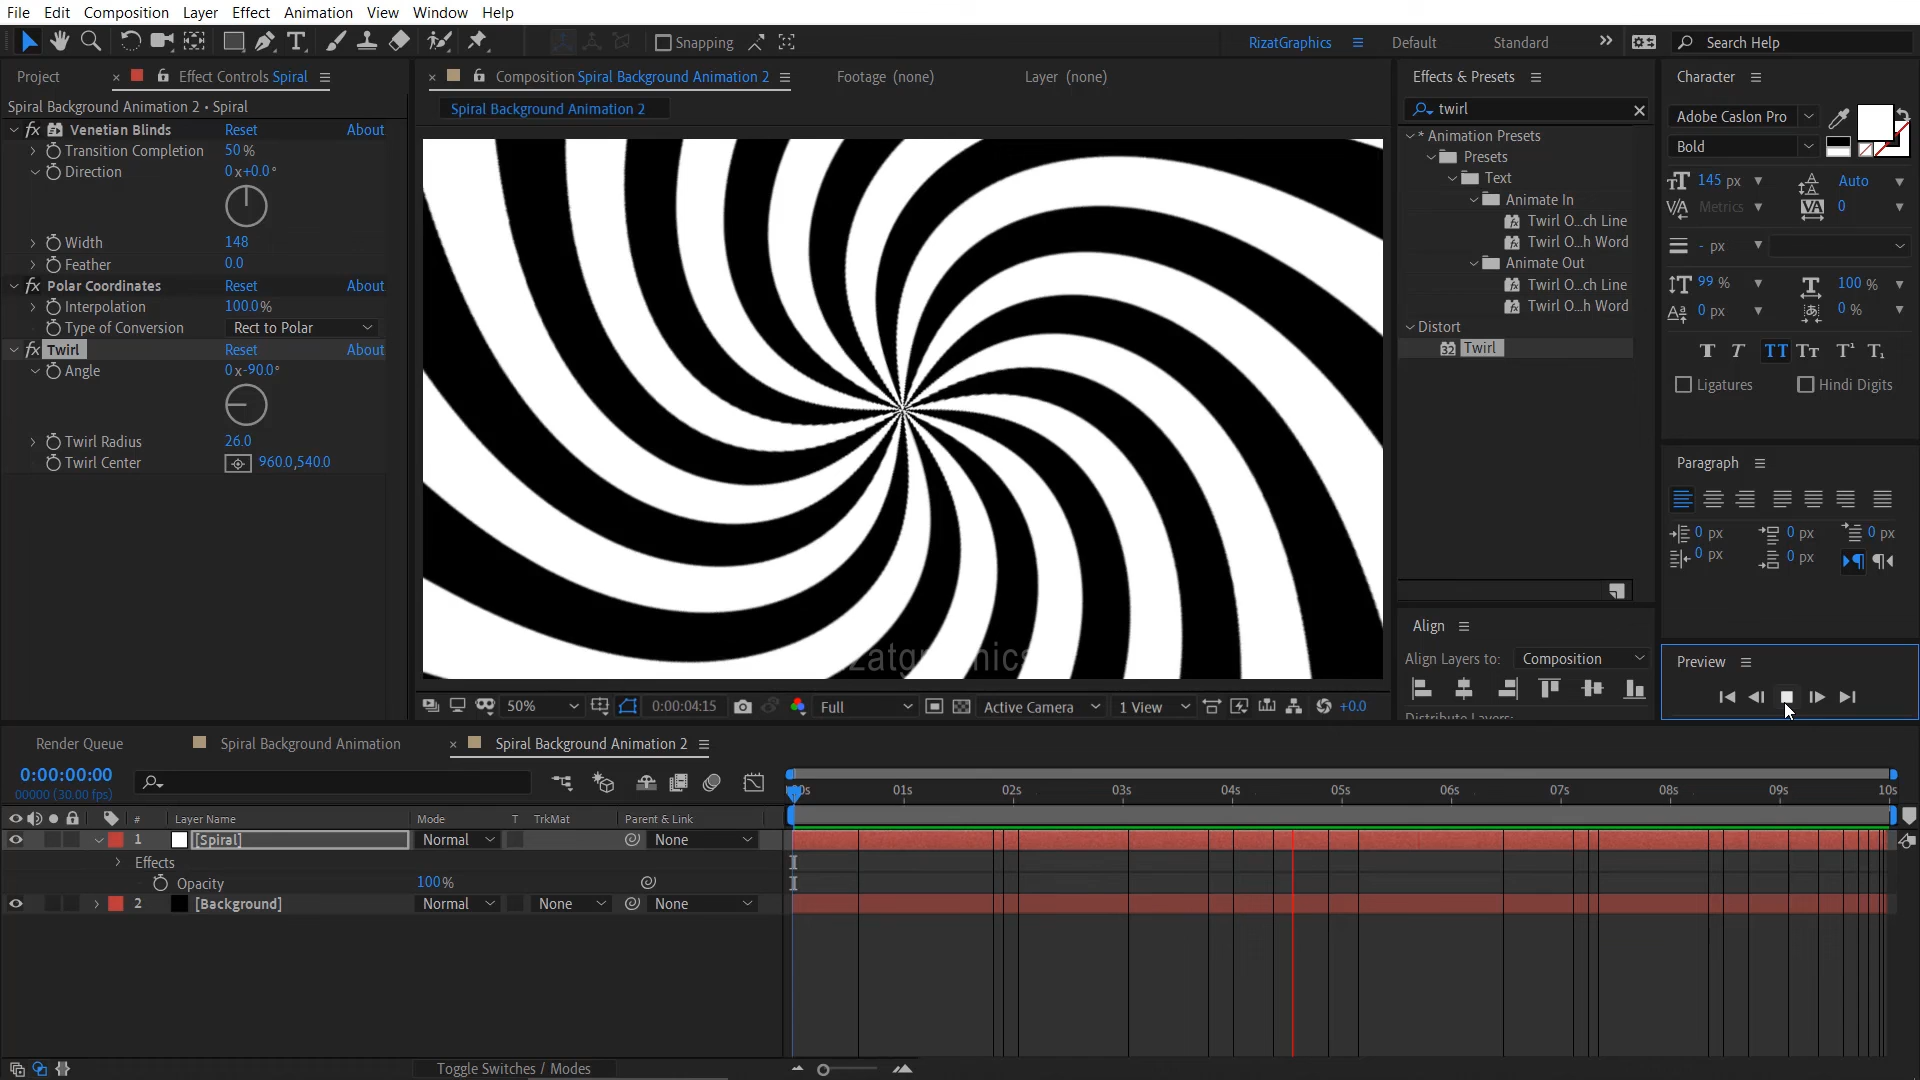 File Edit Composition Layer Effect Animation View Window Help
Snapping RizatGraphics Default Standard Search Help
Project Effect Controls Spiral
Composition Spiral Background Animation 2 Footage (none) Layer (none)
Effects & Presets
Character
Spiral Background Animation 2 • Spiral
Spiral Background Animation 2
twirl
Adobe Caslon Pro
Bold
Venetian Blinds Reset About
Transition Completion 50 %
Direction 0x+0.0°
Width 148
Feather 0.0
Polar Coordinates Reset About
Interpolation 100.0%
Type of Conversion Rect to Polar
Twirl Reset About
Angle 0x-90.0°
Twirl Radius 26.0
Twirl Center 960.0,540.0
* Animation Presets
Presets
Text
Animate In
Twirl O...ch Line
Twirl O...h Word
Animate Out
Twirl O...ch Line
Twirl O...h Word
Distort
32 Twirl
145 px Auto
Metrics 0
- px
99 % 100 %
0 px 0 %
Ligatures Hindi Digits
Paragraph
0 px 0 px 0 px
0 px 0 px
Align
Align Layers to: Composition
Distribute Layers:
Preview
50% 0:00:04:15 Full Active Camera 1 View +0.0
Render Queue Spiral Background Animation Spiral Background Animation 2
0:00:00:00
00000 (30.00 fps)
01s 02s 03s 04s 05s 06s 07s 08s 09s 10s
# Layer Name Mode T TrkMat Parent & Link
1 [Spiral] Normal None
Effects
Opacity 100%
2 [Background] Normal None None
Toggle Switches / Modes